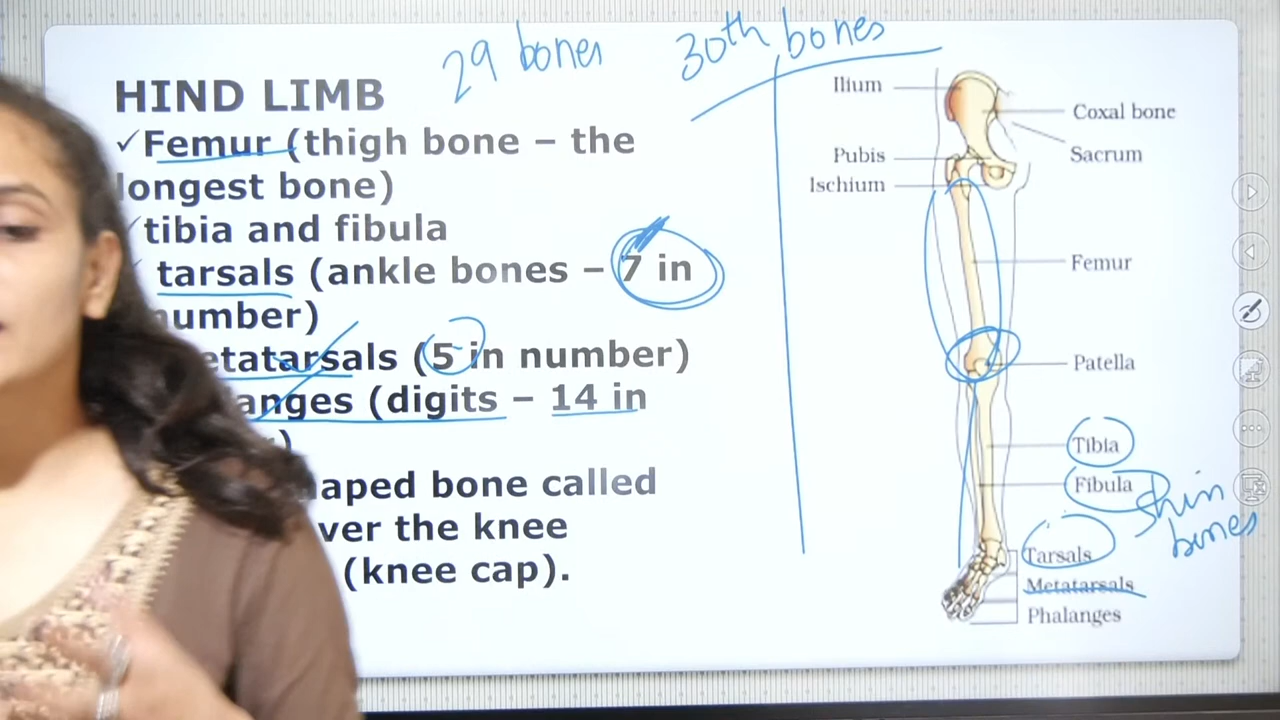 29 bones
30th bones
HIND LIMB
✓Femur (thigh bone – the
longest bone)
✓tibia and fibula
tarsals (ankle bones – 7 in
number)
etatarsals (5 in number)
anges (digits – 14 in
r)
aped bone called
ver the knee
(knee cap).
Ilium
Coxal bone
Pubis
Sacrum
Ischium
Femur
Patella
Tibia
Fibula
shin
bones
Tarsals
Metatarsals
Phalanges